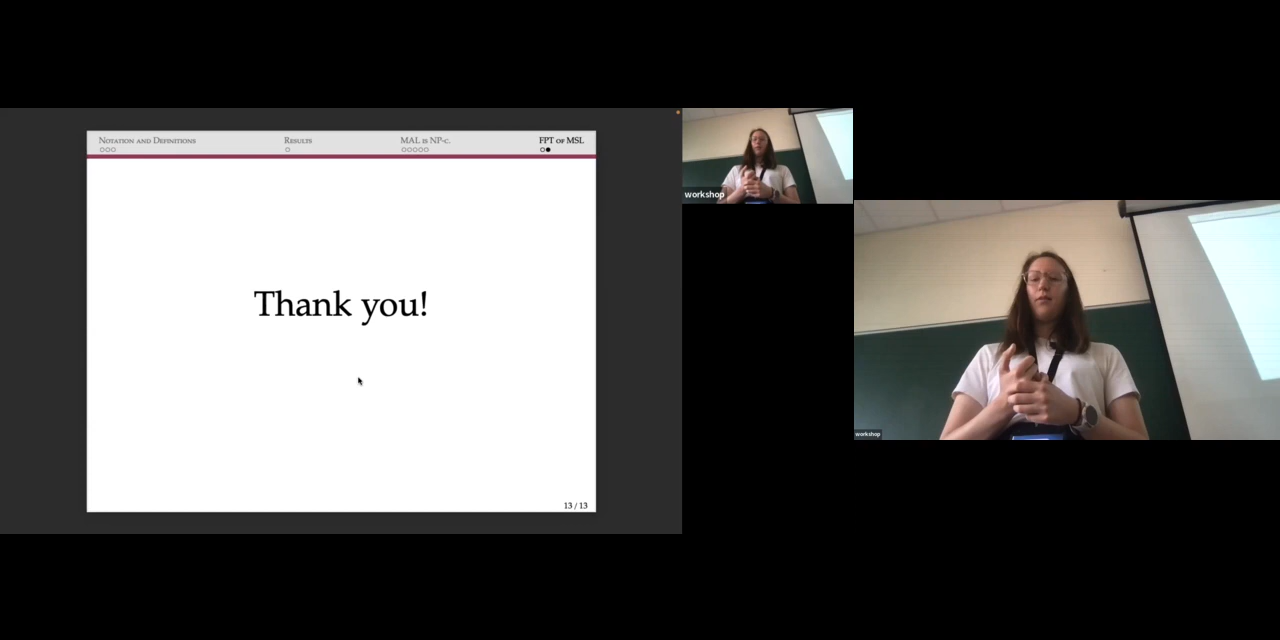 Notation and Definitions
Results
MAL is NP-c.
FPT of MSL
Thank you!
13 / 13
workshop
workshop